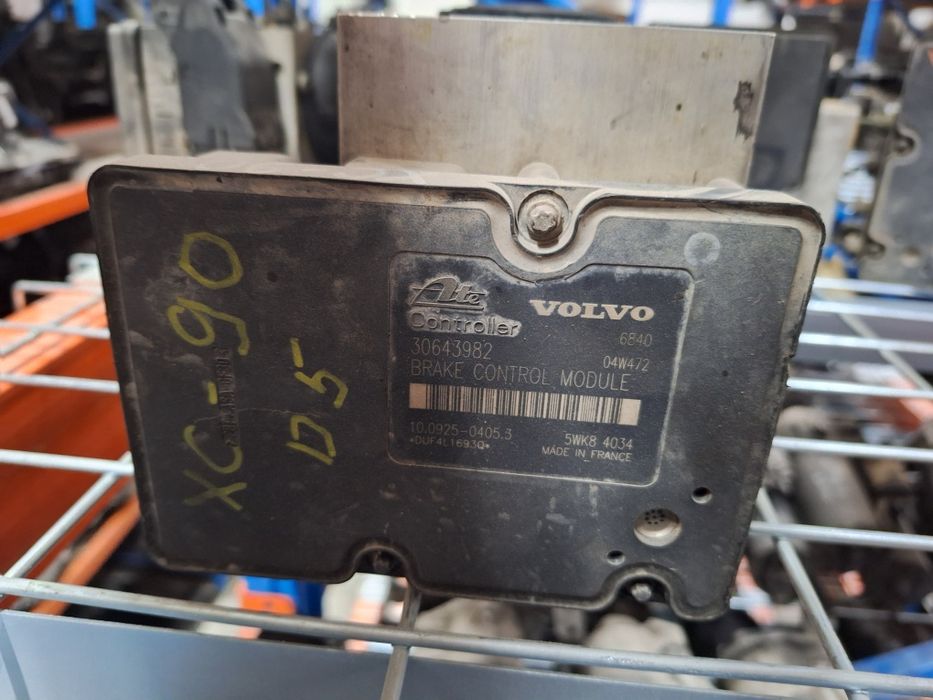 XC-90
D5
Ate
Controller
VOLVO
30643982
6840
04W472
BRAKE CONTROL MODULE
10.0925-0405.3
5WK8 4034
*DUF4L1693Q*
MADE IN FRANCE